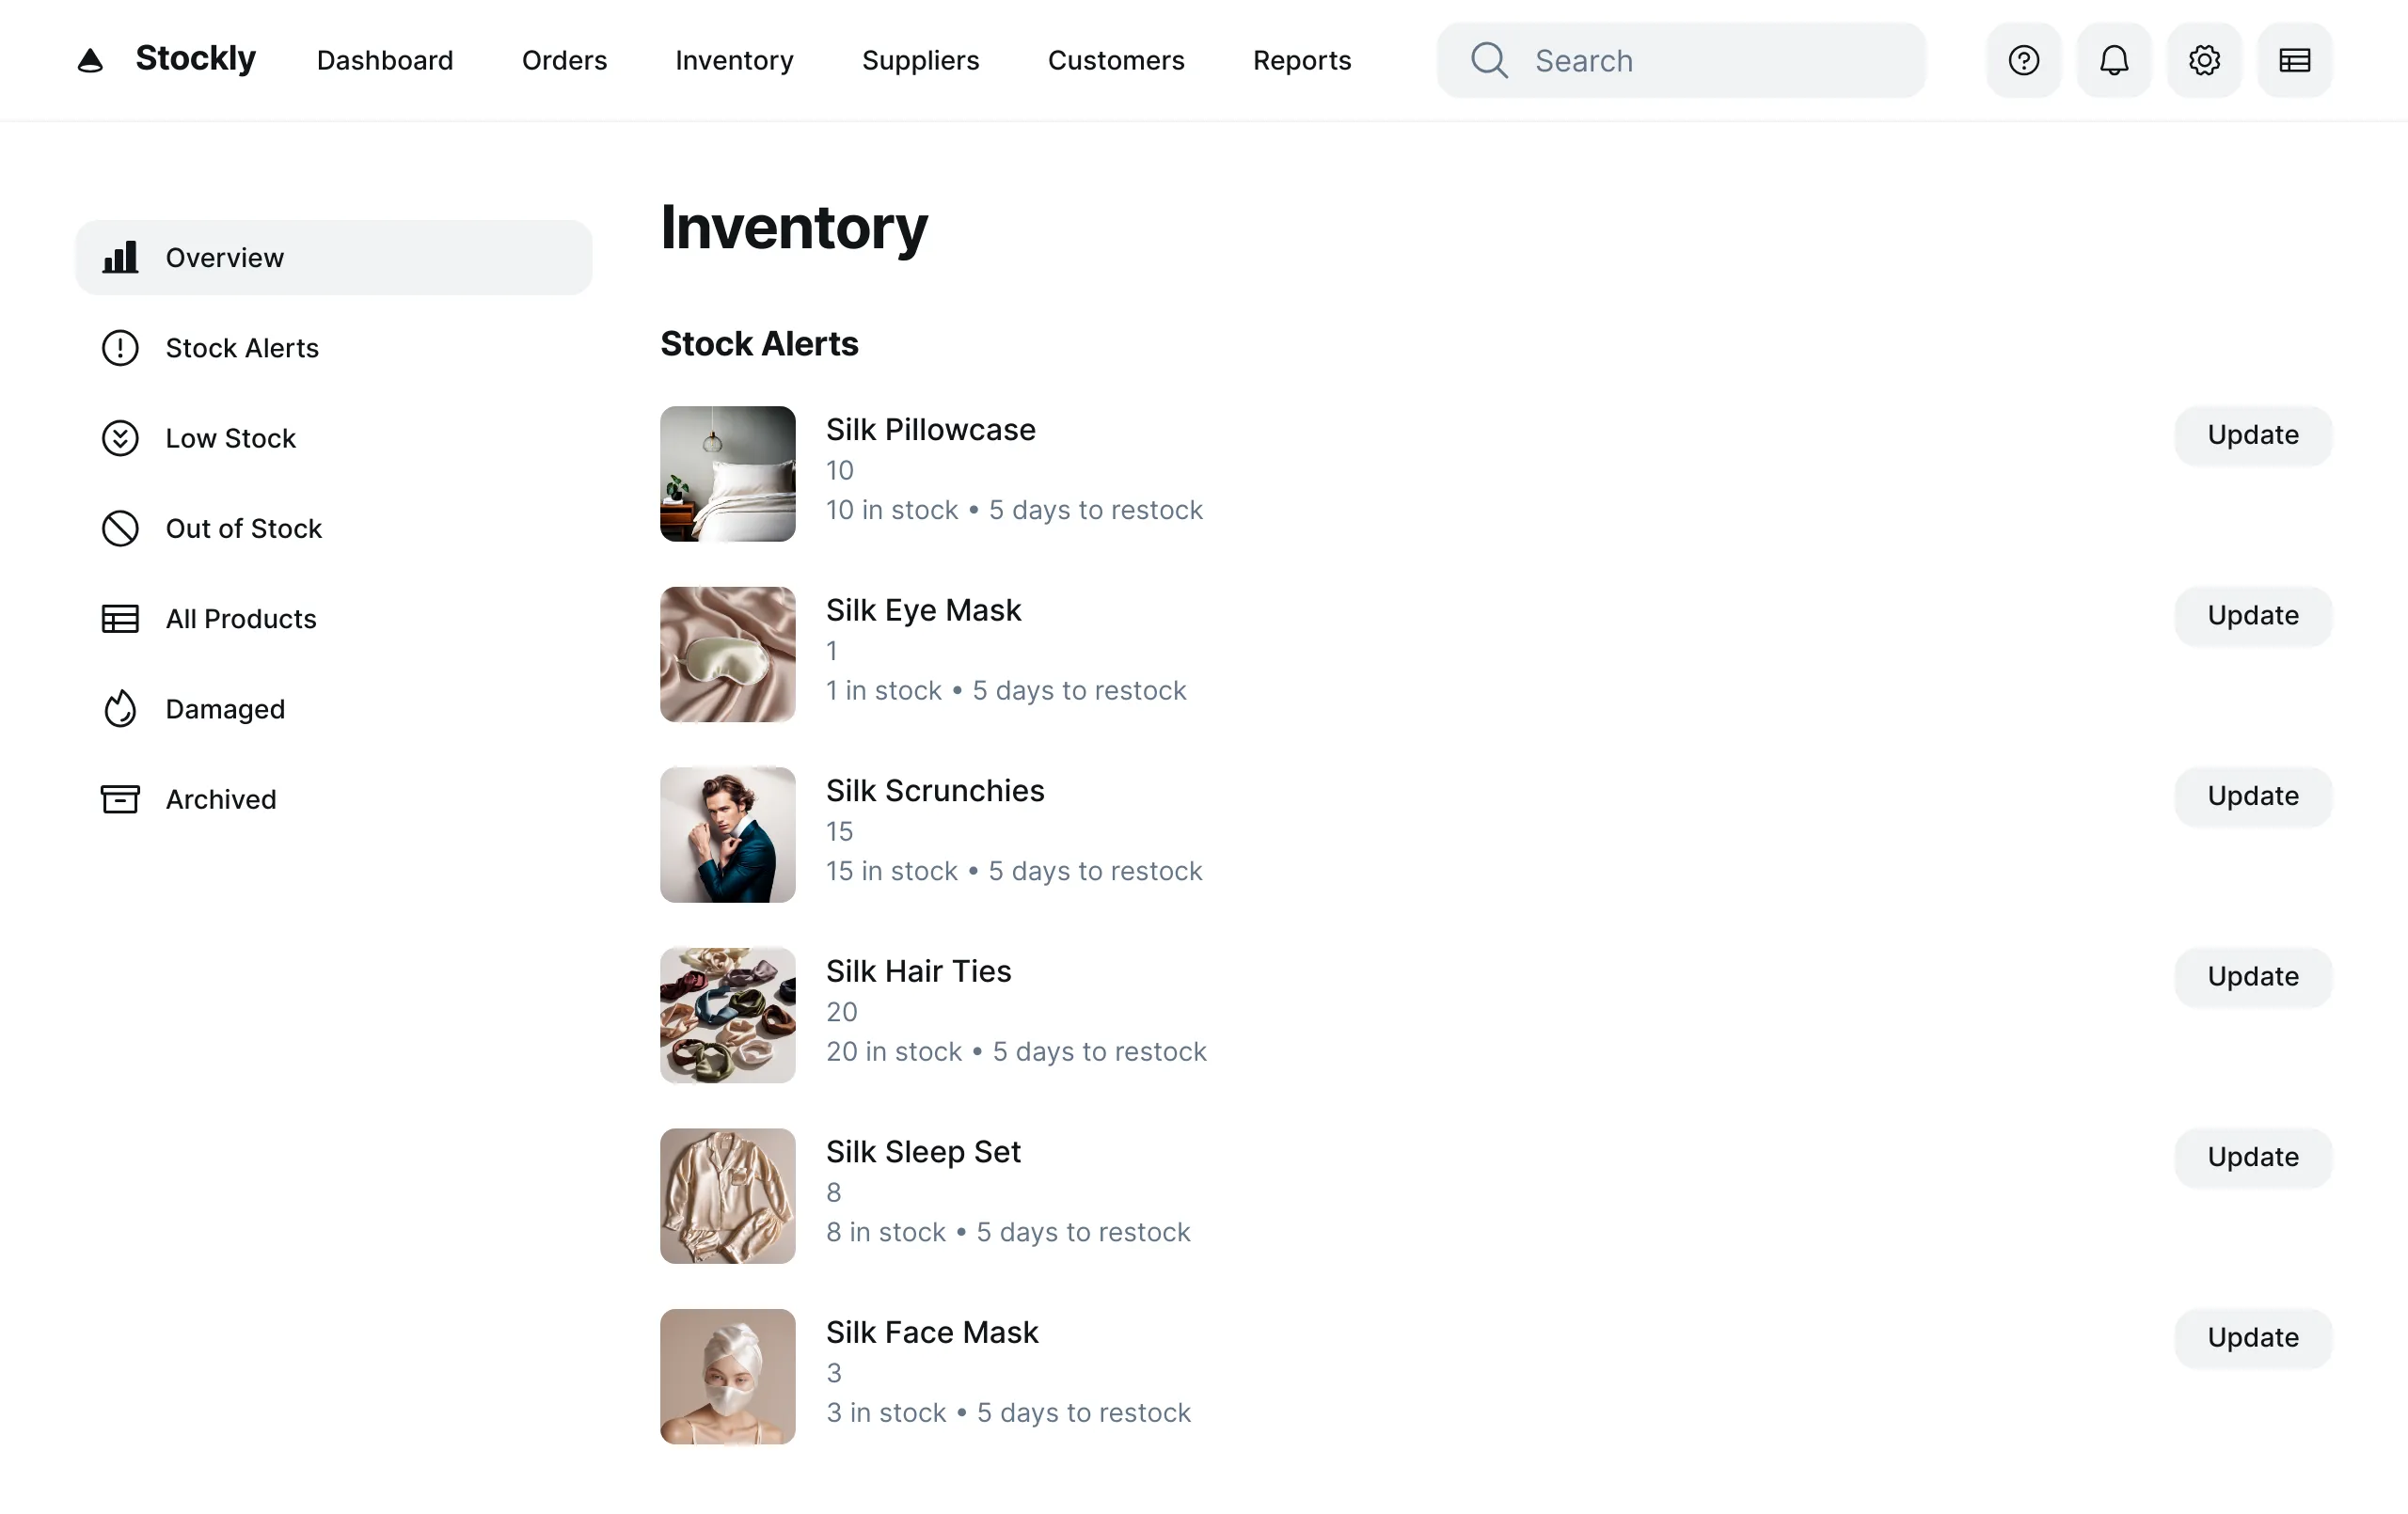 Stockly
Dashboard
Orders
Inventory
Suppliers
Customers
Reports
Search
Overview
Stock Alerts
Low Stock
Out of Stock
All Products
Damaged
Archived
Inventory
Stock Alerts
Silk Pillowcase
10
10 in stock • 5 days to restock
Update
Silk Eye Mask
1
1 in stock • 5 days to restock
Update
Silk Scrunchies
15
15 in stock • 5 days to restock
Update
Silk Hair Ties
20
20 in stock • 5 days to restock
Update
Silk Sleep Set
8
8 in stock • 5 days to restock
Update
Silk Face Mask
3
3 in stock • 5 days to restock
Update